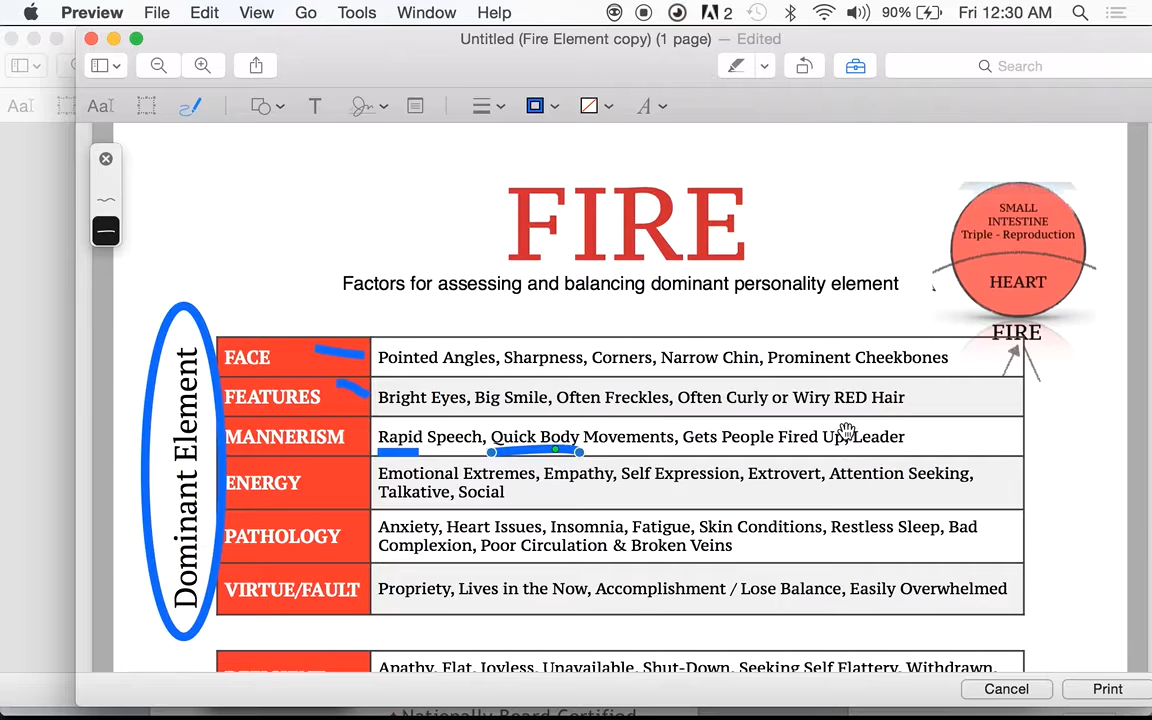 Preview File Edit View Go Tools Window Help 2 90% Fri 12:30 AM
Untitled (Fire Element copy) (1 page) — Edited
Search
FIRE
Factors for assessing and balancing dominant personality element
SMALL
INTESTINE
Triple - Reproduction
HEART
FIRE
Dominant Element
FACE Pointed Angles, Sharpness, Corners, Narrow Chin, Prominent Cheekbones
FEATURES Bright Eyes, Big Smile, Often Freckles, Often Curly or Wiry RED Hair
MANNERISM Rapid Speech, Quick Body Movements, Gets People Fired Up, Leader
ENERGY Emotional Extremes, Empathy, Self Expression, Extrovert, Attention Seeking,
Talkative, Social
PATHOLOGY Anxiety, Heart Issues, Insomnia, Fatigue, Skin Conditions, Restless Sleep, Bad
Complexion, Poor Circulation & Broken Veins
VIRTUE/FAULT Propriety, Lives in the Now, Accomplishment / Lose Balance, Easily Overwhelmed
Apathy, Flat, Joyless, Unavailable, Shut-Down, Seeking Self Flattery, Withdrawn,
Cancel Print
Nationally Board Certified